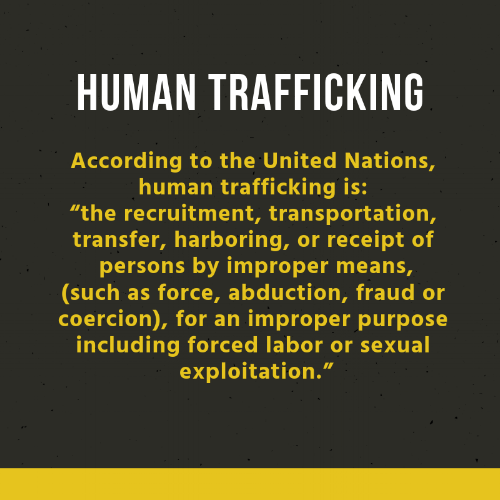 HUMAN TRAFFICKING
According to the United Nations,
human trafficking is:
“the recruitment, transportation,
transfer, harboring, or receipt of
persons by improper means,
(such as force, abduction, fraud or
coercion), for an improper purpose
including forced labor or sexual
exploitation.”